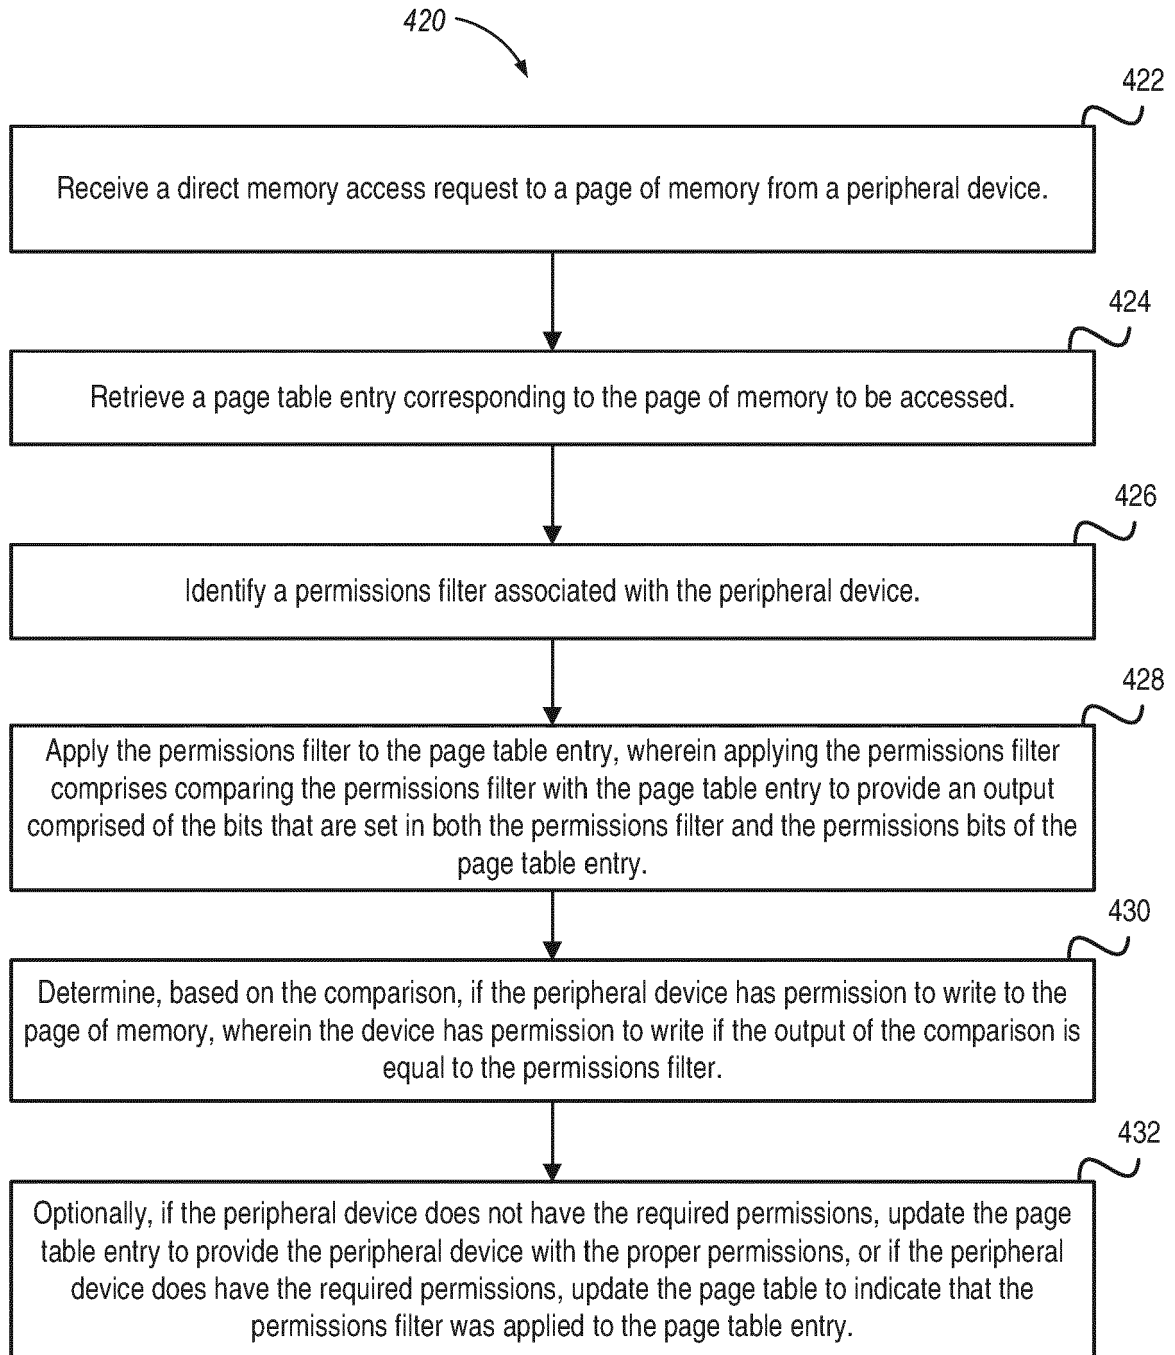 420
422
Receive a direct memory access request to a page of memory from a peripheral device.
424
Retrieve a page table entry corresponding to the page of memory to be accessed.
426
Identify a permissions filter associated with the peripheral device.
428
Apply the permissions filter to the page table entry, wherein applying the permissions filter
comprises comparing the permissions filter with the page table entry to provide an output
comprised of the bits that are set in both the permissions filter and the permissions bits of the
page table entry.
430
Determine, based on the comparison, if the peripheral device has permission to write to the
page of memory, wherein the device has permission to write if the output of the comparison is
equal to the permissions filter.
432
Optionally, if the peripheral device does not have the required permissions, update the page
table entry to provide the peripheral device with the proper permissions, or if the peripheral
device does have the required permissions, update the page table to indicate that the
permissions filter was applied to the page table entry.